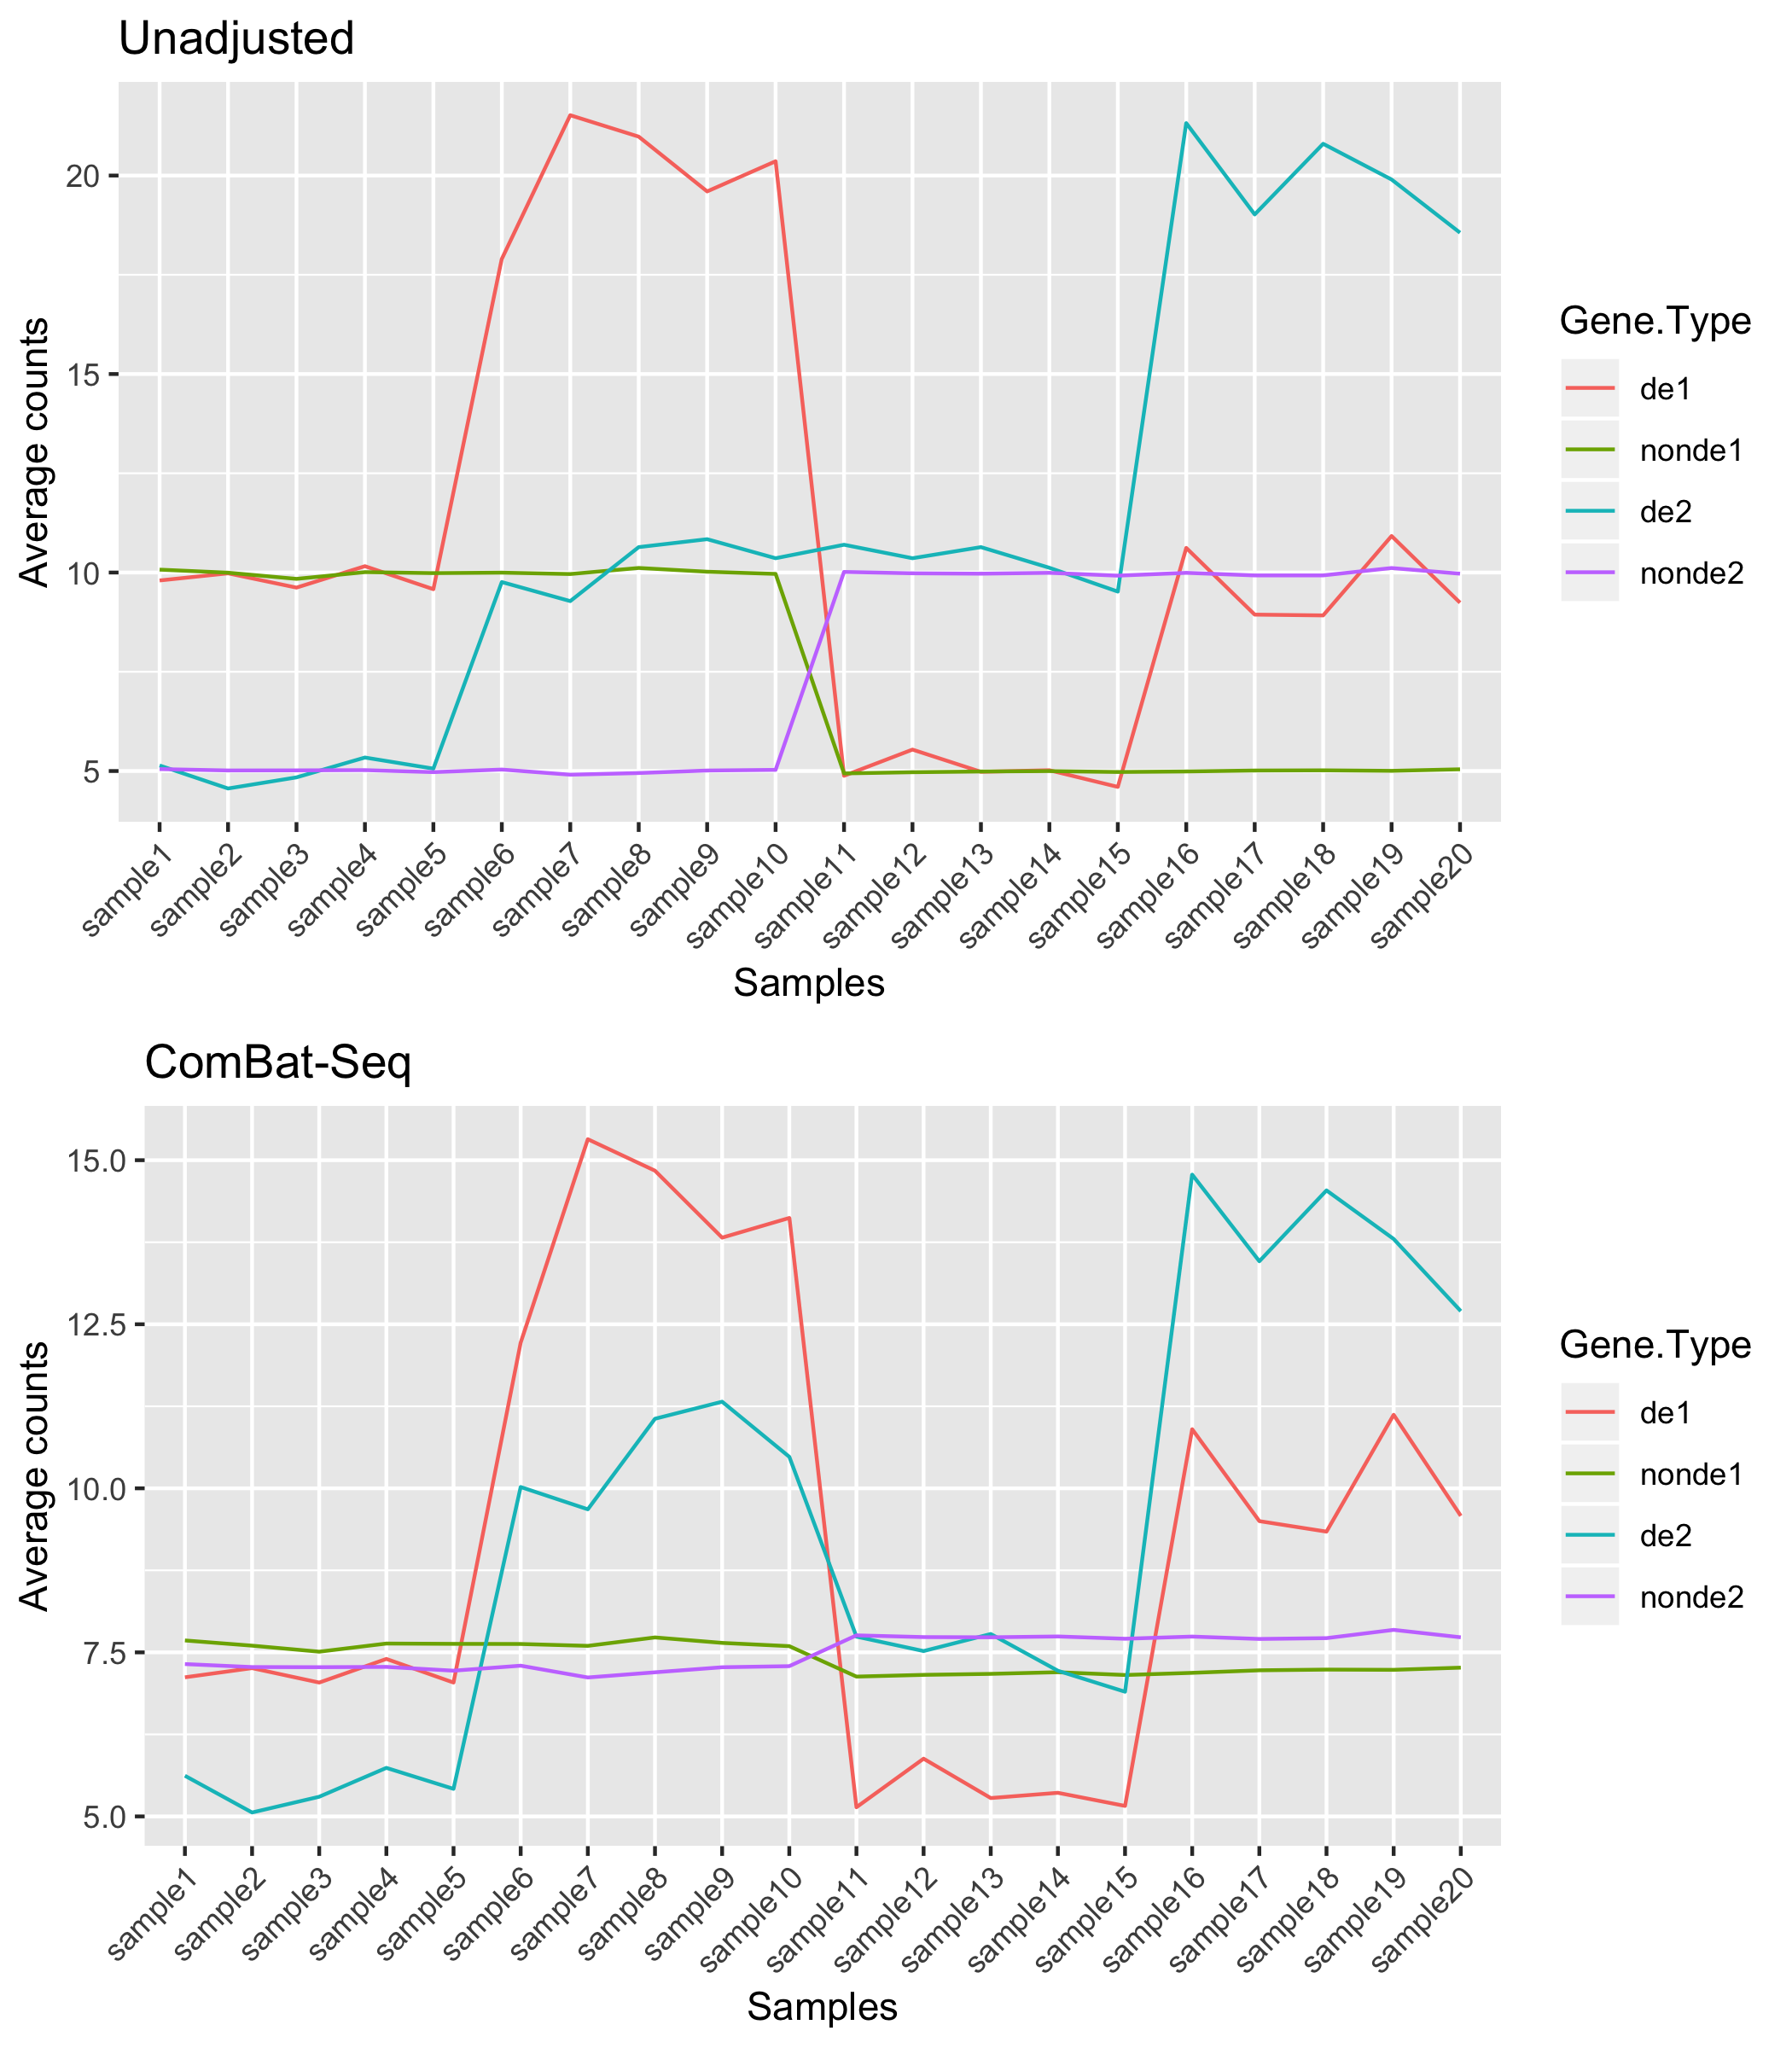 Unadjusted
Average counts
20
15
10
5
sample1
sample2
sample3
sample4
sample5
sample6
sample7
sample8
sample9
sample10
sample11
sample12
sample13
sample14
sample15
sample16
sample17
sample18
sample19
sample20
Samples
Gene.Type
de1
nonde1
de2
nonde2
ComBat-Seq
Average counts
15.0
12.5
10.0
7.5
5.0
sample1
sample2
sample3
sample4
sample5
sample6
sample7
sample8
sample9
sample10
sample11
sample12
sample13
sample14
sample15
sample16
sample17
sample18
sample19
sample20
Samples
Gene.Type
de1
nonde1
de2
nonde2